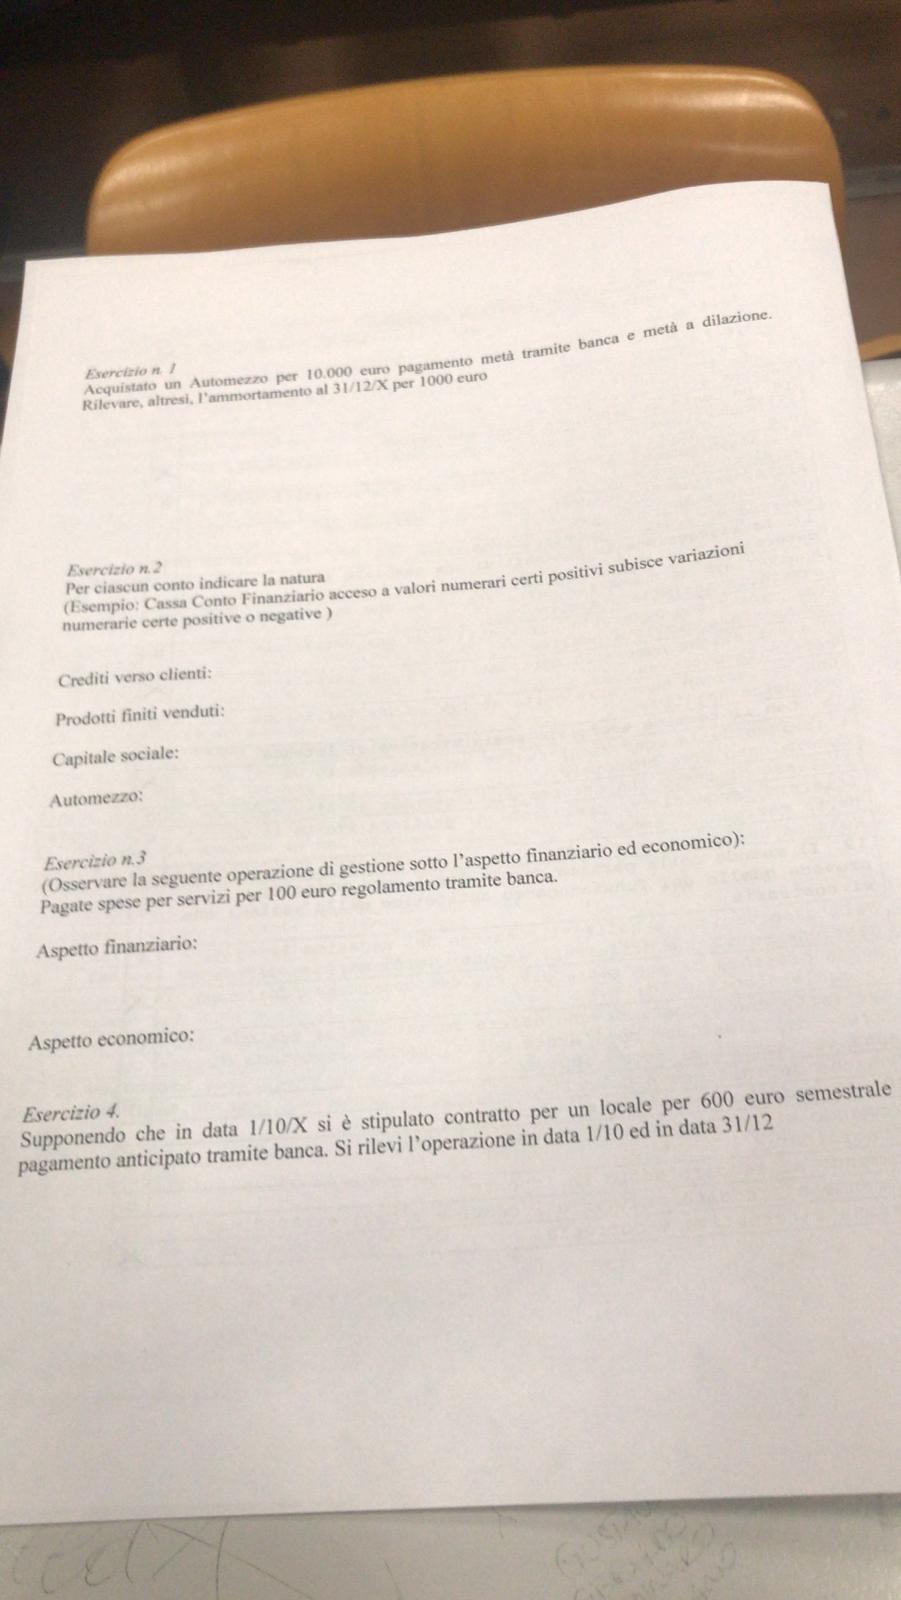 Esercizio n. 1
Acquistato un Automezzo per 10.000 euro pagamento metà tramite banca e metà a dilazione.
Rilevare, altresì, l'ammortamento al 31/12/X per 1000 euro
Esercizio n.2
Per ciascun conto indicare la natura
(Esempio: Cassa Conto Finanziario acceso a valori numerari certi positivi subisce variazioni
numerarie certe positive o negative )
Crediti verso clienti:
Prodotti finiti venduti:
Capitale sociale:
Automezzo:
Esercizio n.3
(Osservare la seguente operazione di gestione sotto l'aspetto finanziario ed economico):
Pagate spese per servizi per 100 euro regolamento tramite banca.
Aspetto finanziario:
Aspetto economico:
Esercizio 4.
Supponendo che in data 1/10/X si è stipulato contratto per un locale per 600 euro semestrale
pagamento anticipato tramite banca. Si rilevi l'operazione in data 1/10 ed in data 31/12